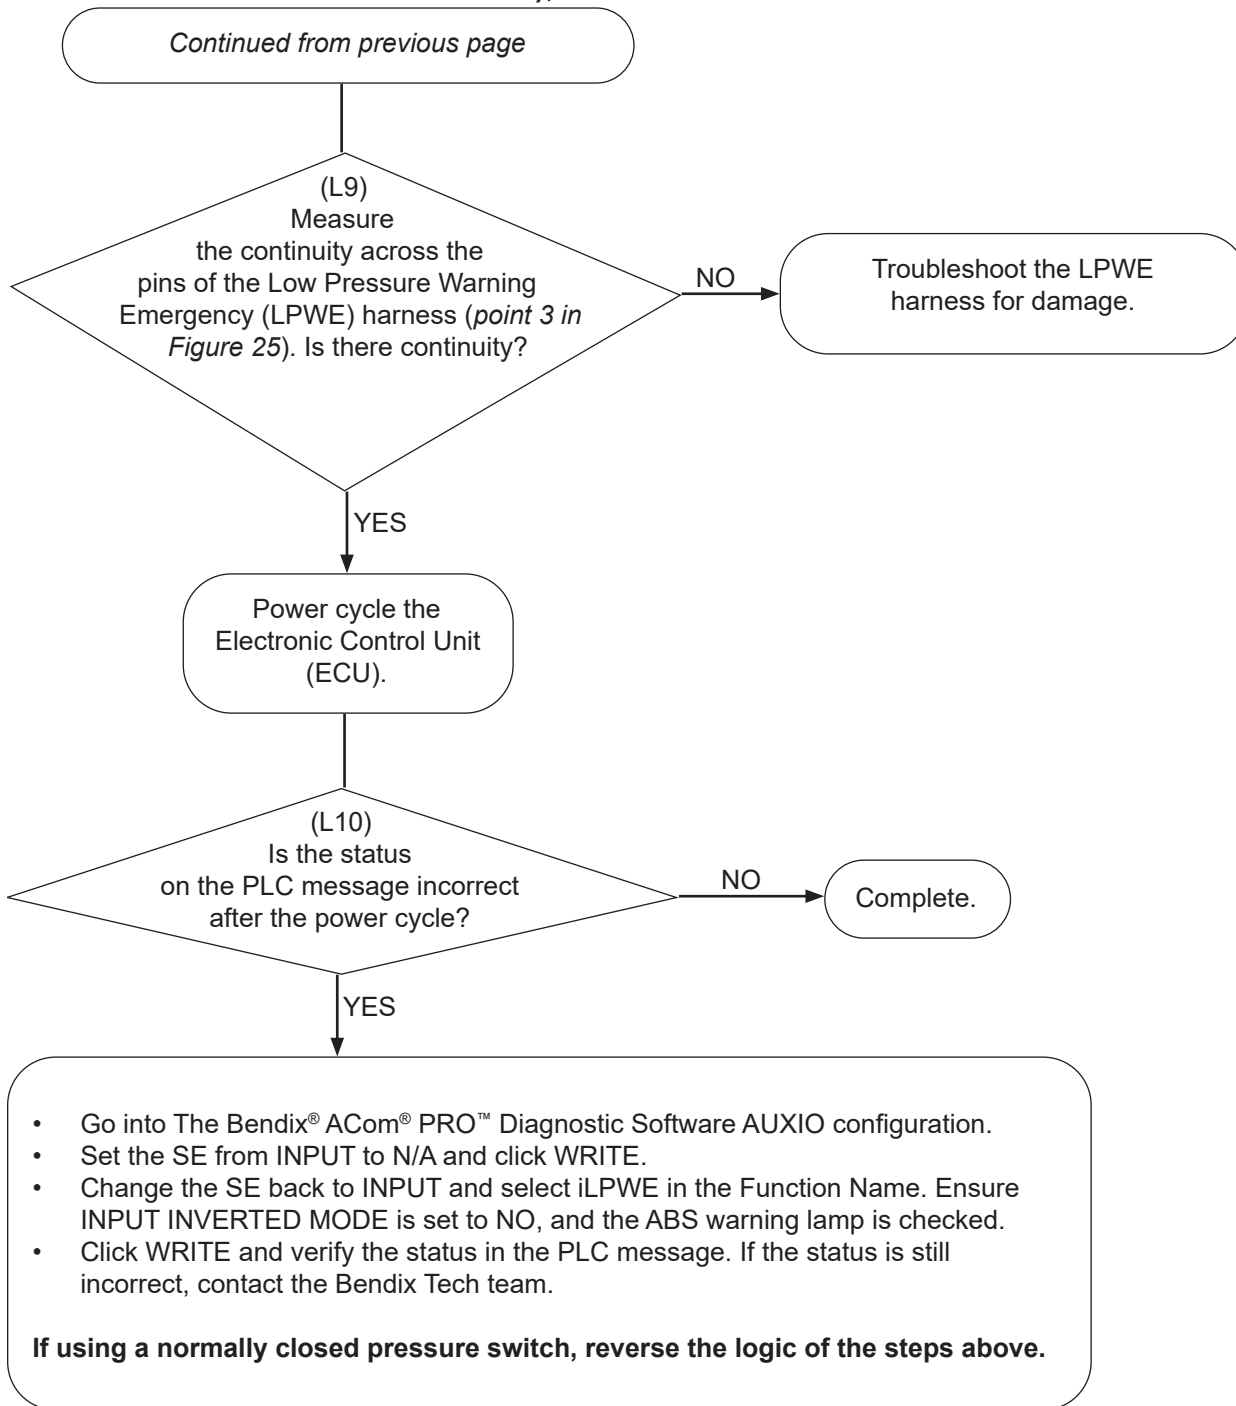 Continued from previous page
(L9)
Measure
the continuity across the
pins of the Low Pressure Warning
Emergency (LPWE) harness (point 3 in
Figure 25). Is there continuity?
NO
Troubleshoot the LPWE
harness for damage.
YES
Power cycle the
Electronic Control Unit
(ECU).
(L10)
Is the status
on the PLC message incorrect
after the power cycle?
NO
Complete.
YES
• Go into The Bendix® ACom® PRO™ Diagnostic Software AUXIO configuration.
• Set the SE from INPUT to N/A and click WRITE.
• Change the SE back to INPUT and select iLPWE in the Function Name. Ensure
INPUT INVERTED MODE is set to NO, and the ABS warning lamp is checked.
• Click WRITE and verify the status in the PLC message. If the status is still
incorrect, contact the Bendix Tech team.
If using a normally closed pressure switch, reverse the logic of the steps above.